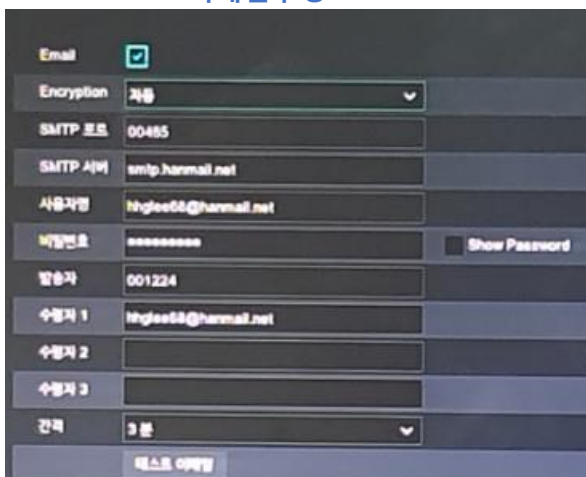 Email
Encryption 자동
SMTP 포트 00465
SMTP 서버 smtp.hanmail.net
사용자명 hhglee68@hanmail.net
비밀번호 ********* Show Password
발송자 001224
수령자 1 hhglee68@hanmail.net
수령자 2
수령자 3
간격 3 분
테스트 이메일